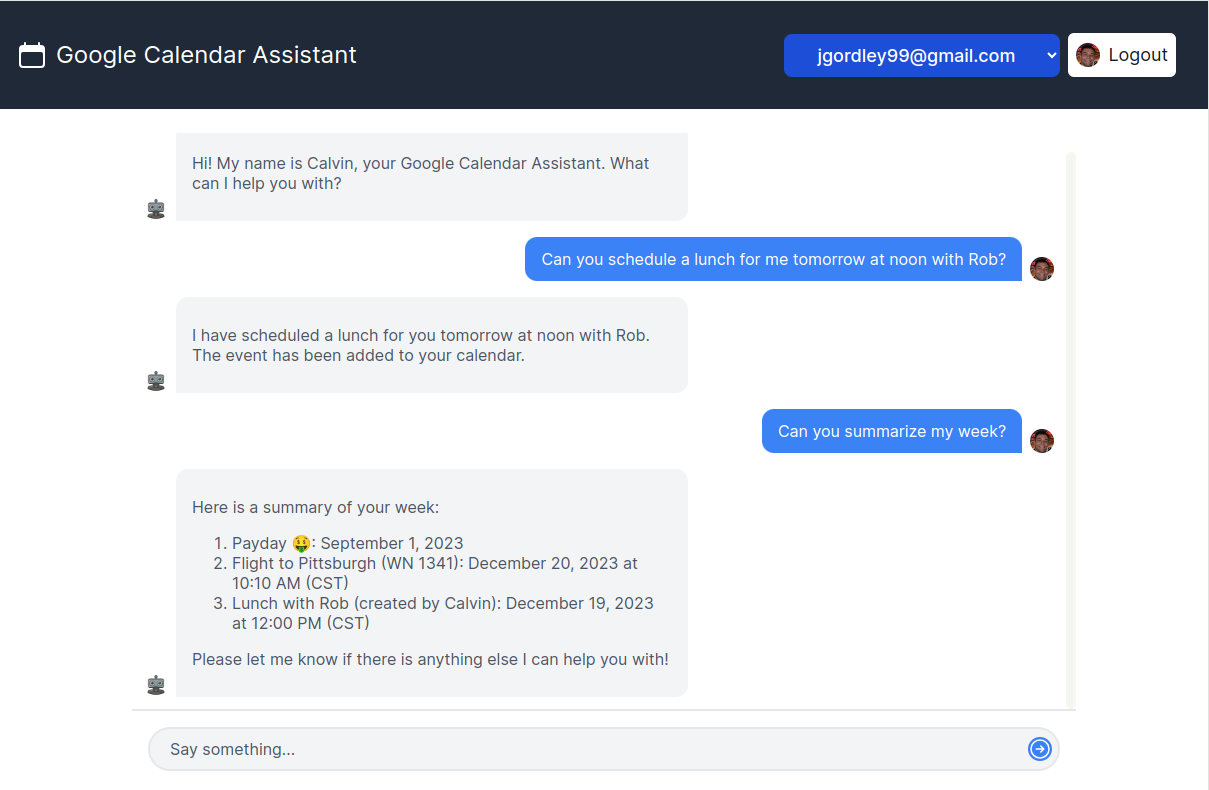 Google Calendar Assistant
jgordley99@gmail.com
Logout
Hi! My name is Calvin, your Google Calendar Assistant. What
can I help you with?
Can you schedule a lunch for me tomorrow at noon with Rob?
I have scheduled a lunch for you tomorrow at noon with Rob.
The event has been added to your calendar.
Can you summarize my week?
Here is a summary of your week:
1. Payday 🤑: September 1, 2023
2. Flight to Pittsburgh (WN 1341): December 20, 2023 at
10:10 AM (CST)
3. Lunch with Rob (created by Calvin): December 19, 2023
at 12:00 PM (CST)
Please let me know if there is anything else I can help you with!
Say something...